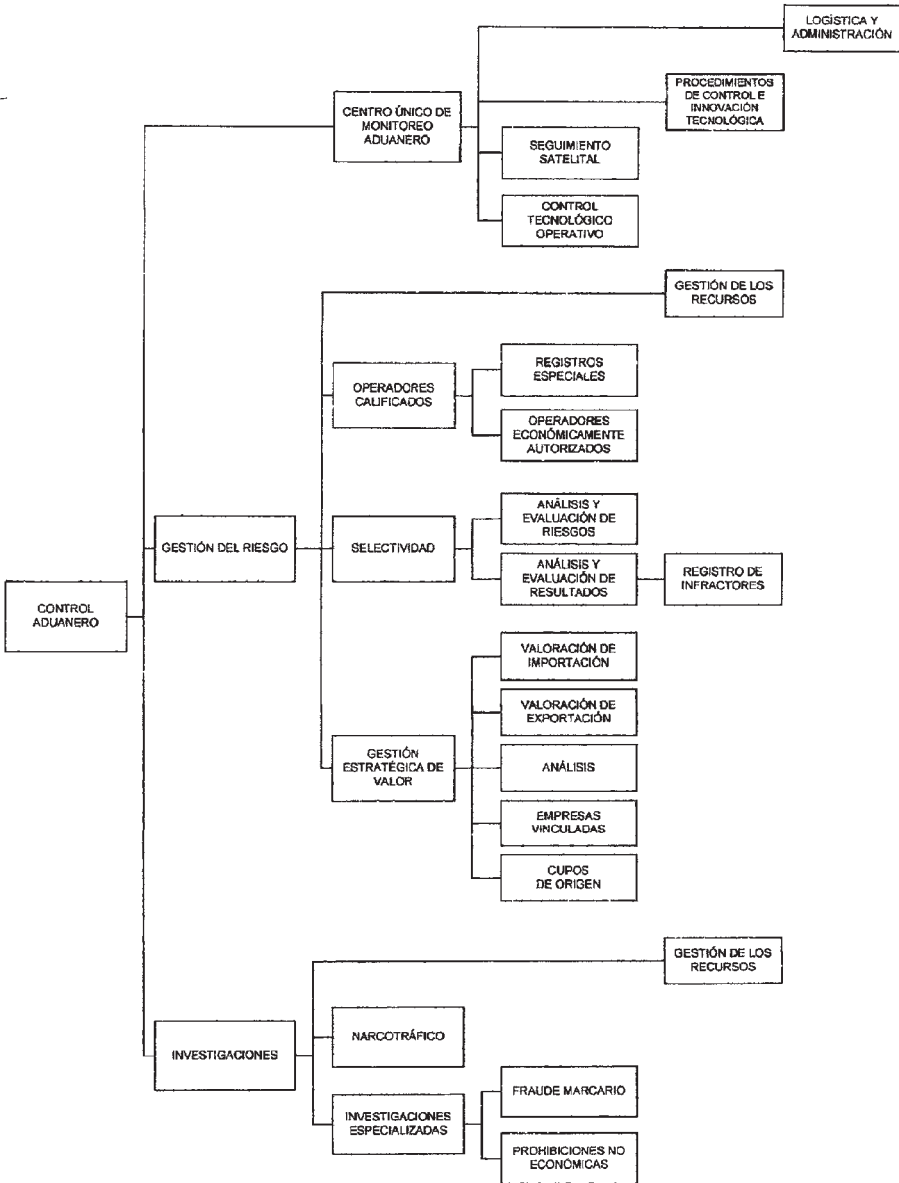 LOGÍSTICA Y
ADMINISTRACIÓN
PROCEDIMIENTOS
DE CONTROL E
INNOVACIÓN
TECNOLÓGICA
CENTRO ÚNICO DE
MONITOREO
ADUANERO
SEGUIMIENTO
SATELITAL
CONTROL
TECNOLÓGICO
OPERATIVO
GESTIÓN DE LOS
RECURSOS
OPERADORES
CALIFICADOS
REGISTROS
ESPECIALES
OPERADORES
ECONÓMICAMENTE
AUTORIZADOS
GESTIÓN DEL RIESGO
SELECTIVIDAD
ANÁLISIS Y
EVALUACIÓN DE
RIESGOS
ANÁLISIS Y
EVALUACIÓN DE
RESULTADOS
REGISTRO DE
INFRACTORES
CONTROL
ADUANERO
VALORACIÓN DE
IMPORTACIÓN
VALORACIÓN DE
EXPORTACIÓN
GESTIÓN
ESTRATÉGICA DE
VALOR
ANÁLISIS
EMPRESAS
VINCULADAS
CUPOS
DE ORIGEN
GESTIÓN DE LOS
RECURSOS
INVESTIGACIONES
NARCOTRÁFICO
INVESTIGACIONES
ESPECIALIZADAS
FRAUDE MARCARIO
PROHIBICIONES NO
ECONÓMICAS